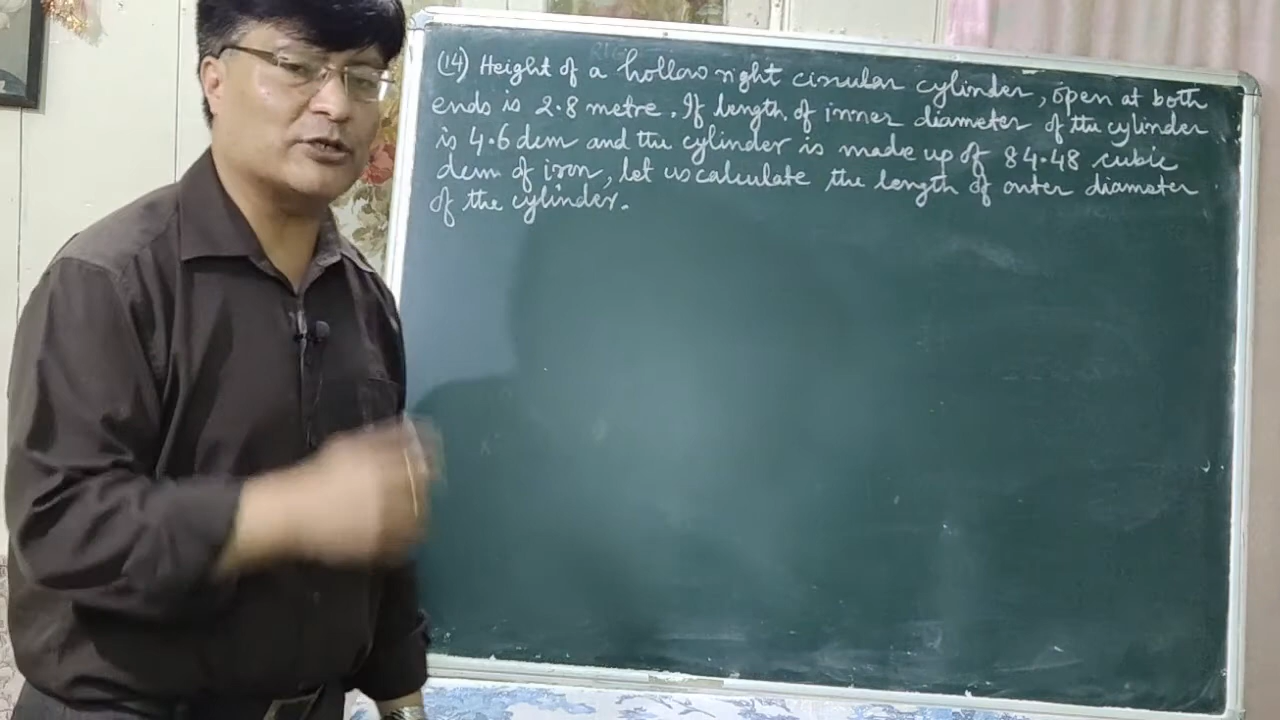 (14) Height of a hollow right circular cylinder, open at both
ends is 2.8 metre. If length of inner diameter of the cylinder
is 4.6 dcm and the cylinder is made up of 84.48 cubic
dcm of iron, let us calculate the length of outer diameter
of the cylinder.